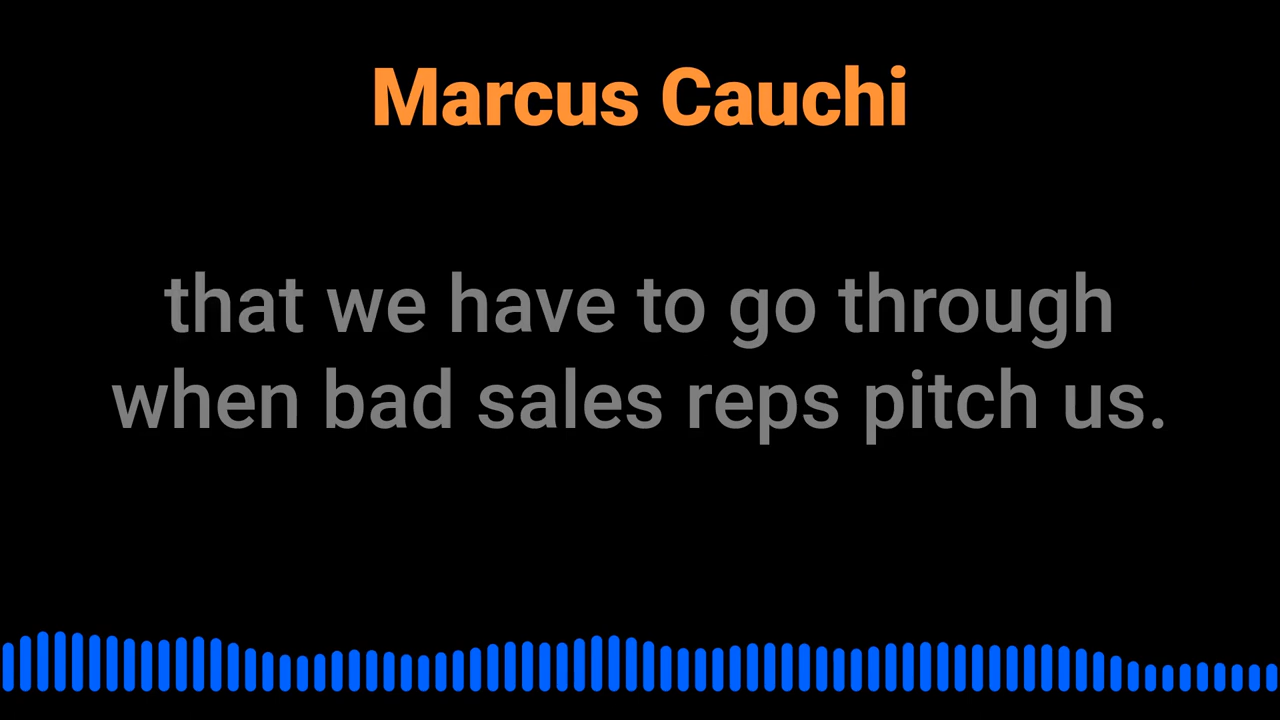 Marcus Cauchi
that we have to go through
when bad sales reps pitch us.